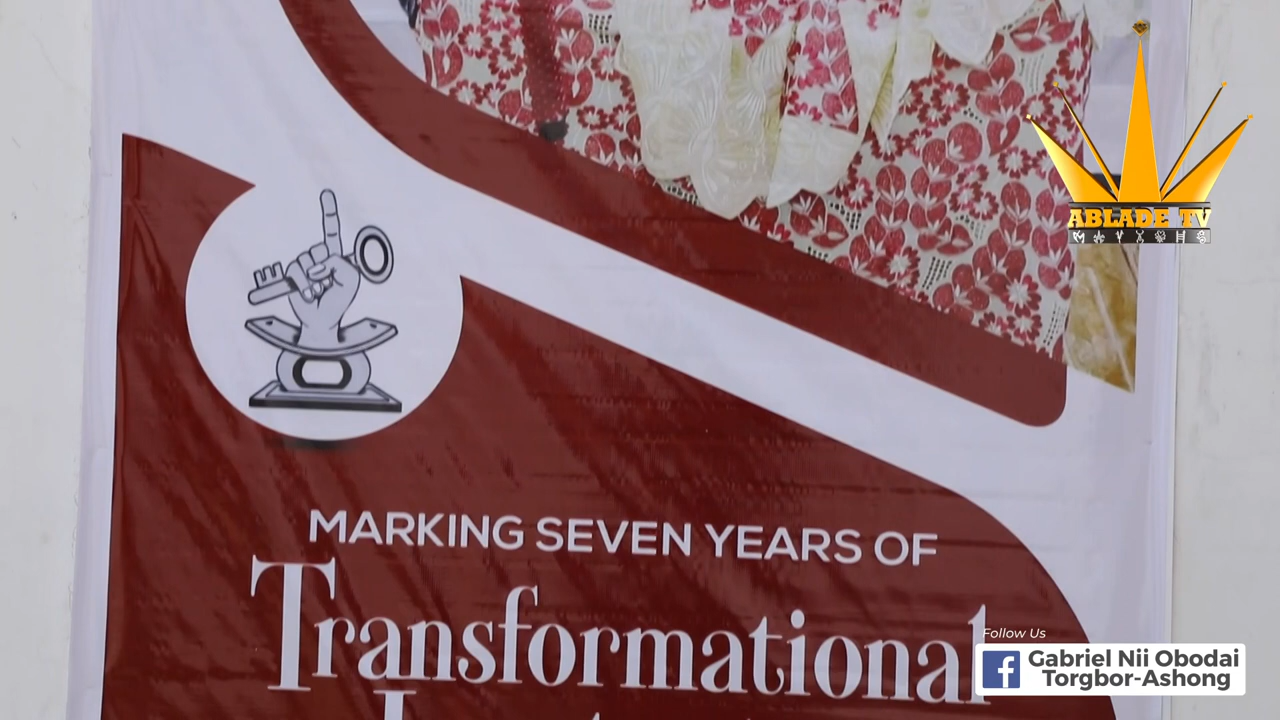 ABLADE TV
MARKING SEVEN YEARS OF
Transformational
Follow Us
Gabriel Nii Obodai
Torgbor-Ashong